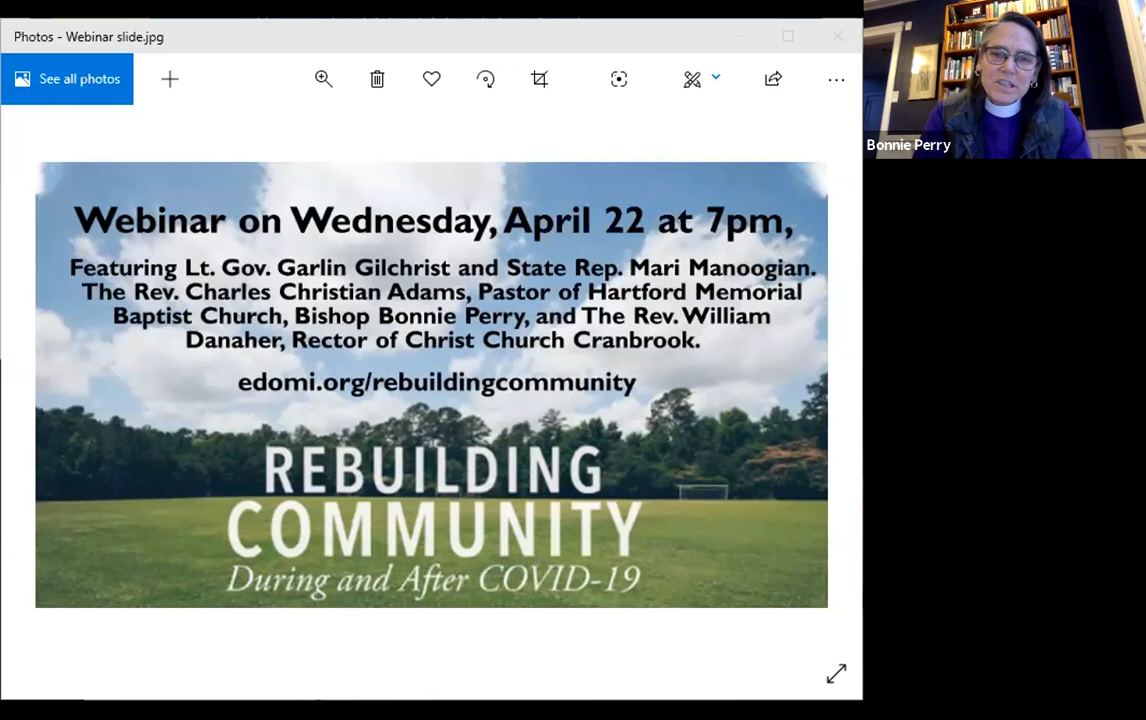 Photos - Webinar slide.jpg
See all photos
Bonnie Perry
Webinar on Wednesday, April 22 at 7pm,
Featuring Lt. Gov. Garlin Gilchrist and State Rep. Mari Manoogian.
The Rev. Charles Christian Adams, Pastor of Hartford Memorial
Baptist Church, Bishop Bonnie Perry, and The Rev. William
Danaher, Rector of Christ Church Cranbrook.
edomi.org/rebuildingcommunity
REBUILDING
COMMUNITY
During and After COVID-19